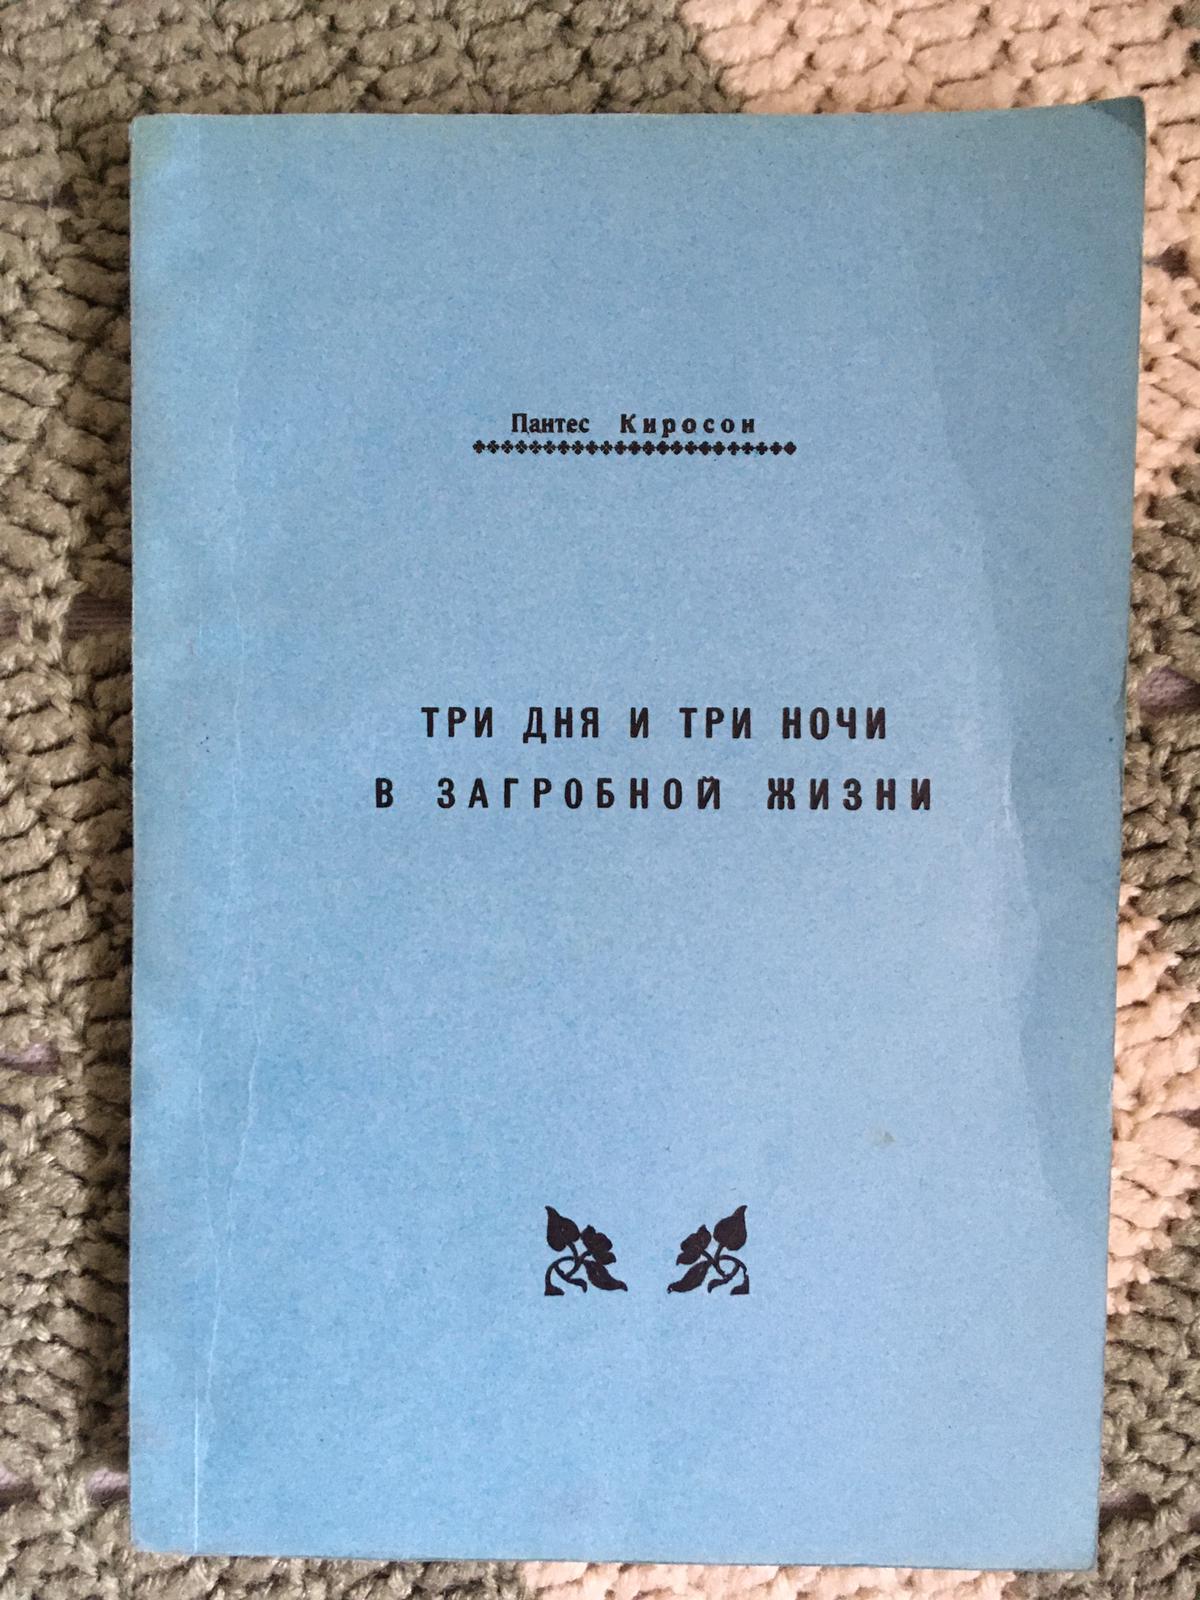 Пантес Киросон
ТРИ ДНЯ И ТРИ НОЧИ
В ЗАГРОБНОЙ ЖИЗНИ